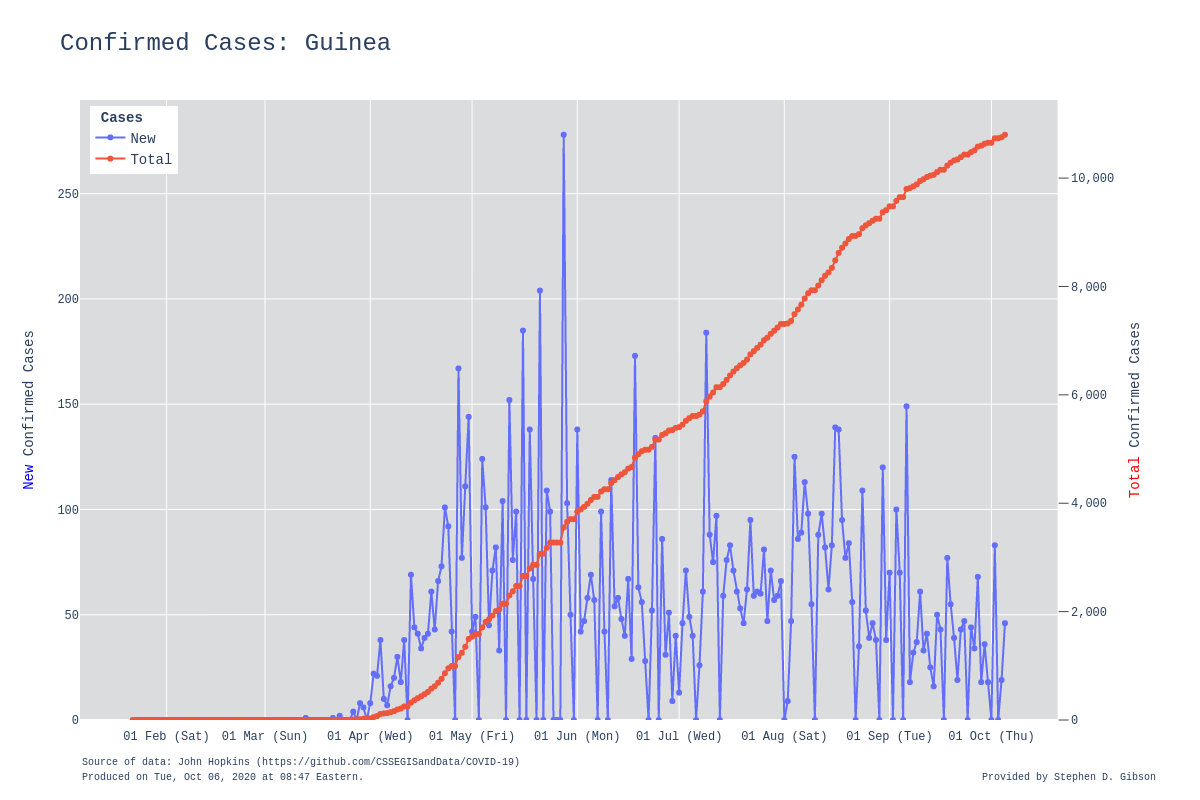 Confirmed Cases: Guinea
Cases
New
Total
250
200
150
100
50
0
10,000
8,000
6,000
4,000
2,000
0
New Confirmed Cases
Total Confirmed Cases
01 Feb (Sat)
01 Mar (Sun)
01 Apr (Wed)
01 May (Fri)
01 Jun (Mon)
01 Jul (Wed)
01 Aug (Sat)
01 Sep (Tue)
01 Oct (Thu)
Source of data: John Hopkins (https://github.com/CSSEGISandData/COVID-19)
Produced on Tue, Oct 06, 2020 at 08:47 Eastern.
Provided by Stephen D. Gibson